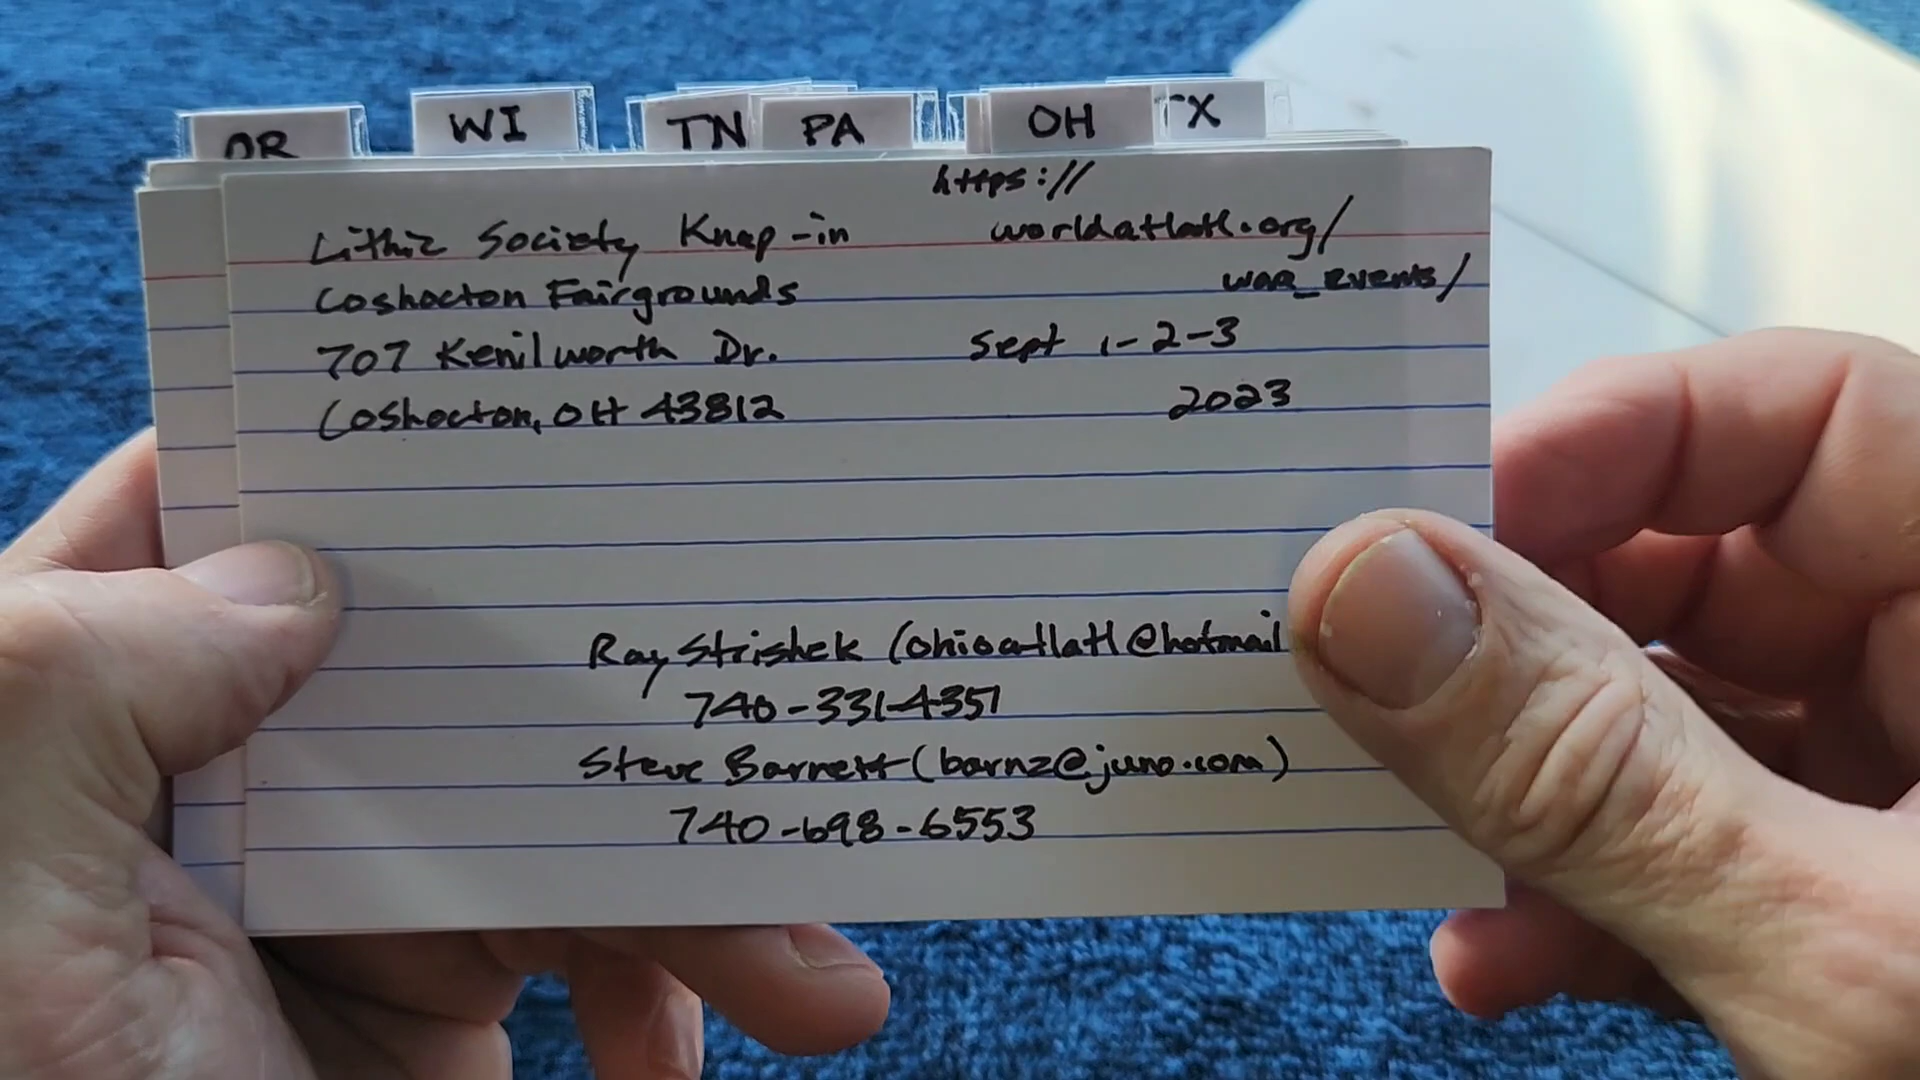 OR
WI
TN
PA
OH
TX
https://
Lithic Society Knap-in
worldatlatl.org/
Coshocton Fairgrounds
waa_events/
707 Kenilworth Dr.
Sept 1-2-3
Coshocton, OH 43812
2023
Ray Strishek (ohioatlatl@hotmail
740-331-4351
Steve Barnett (barnz@juno.com)
740-698-6553